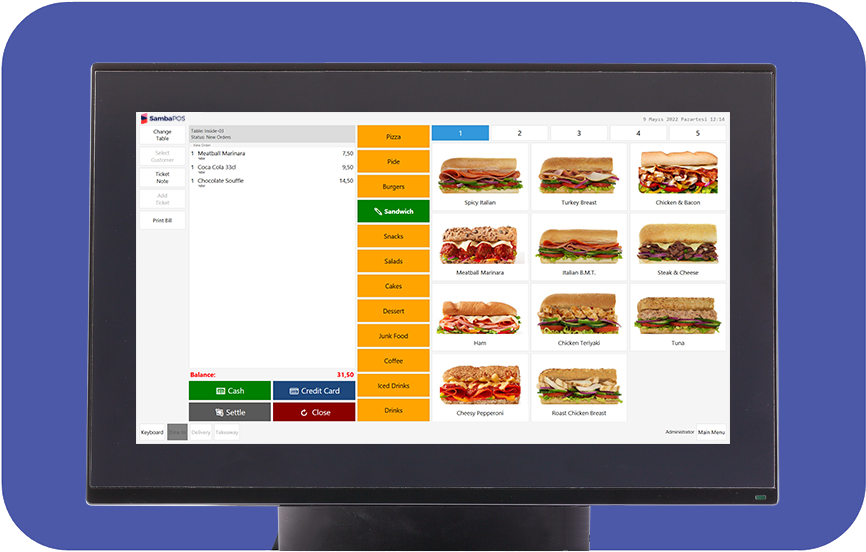 SambaPOS
9 Mayıs 2022 Pazartesi 12:14
Change
Table
Select
Customer
Ticket
Note
Add
Ticket
Print Bill
Table: Inside-03
Status: New Orders
New Order
1 Meatball Marinara 7,50
New
1 Coca Cola 33cl 9,50
New
1 Chocolate Souffle 14,50
New
Balance: 31,50
Cash
Credit Card
Settle
Close
Pizza
Pide
Burgers
Sandwich
Snacks
Salads
Cakes
Dessert
Junk Food
Coffee
Iced Drinks
Drinks
1 2 3 4 5
Spicy Italian
Turkey Breast
Chicken & Bacon
Meatball Marinara
Italian B.M.T.
Steak & Cheese
Ham
Chicken Teriyaki
Tuna
Cheesy Pepperoni
Roast Chicken Breast
Keyboard
Delivery
Takeaway
Administrator
Main Menu